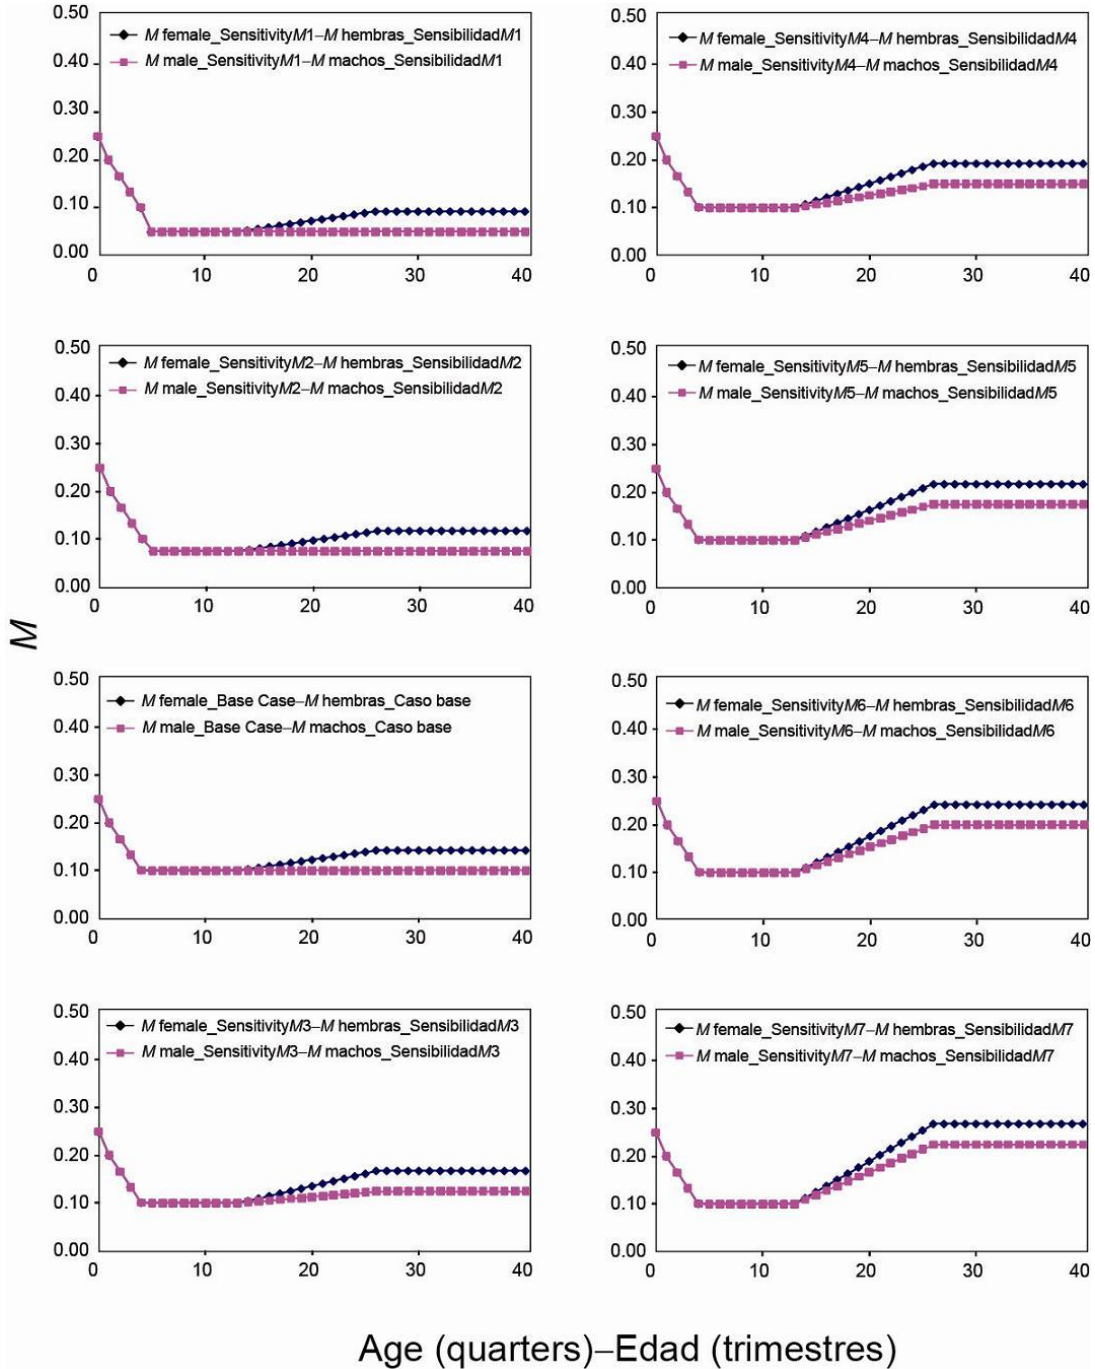 0.50
M female_SensitivityM1–M hembras_SensibilidadM1
M male_SensitivityM1–M machos_SensibilidadM1
0.40
0.30
0.20
0.10
0.00
0 10 20 30 40
0.50
M female_SensitivityM4–M hembras_SensibilidadM4
M male_SensitivityM4–M machos_SensibilidadM4
0.40
0.30
0.20
0.10
0.00
0 10 20 30 40
0.50
M female_SensitivityM2–M hembras_SensibilidadM2
M male_SensitivityM2–M machos_SensibilidadM2
0.40
0.30
0.20
0.10
0.00
0 10 20 30 40
0.50
M female_SensitivityM5–M hembras_SensibilidadM5
M male_SensitivityM5–M machos_SensibilidadM5
0.40
0.30
0.20
0.10
0.00
0 10 20 30 40
M
0.50
M female_Base Case–M hembras_Caso base
M male_Base Case–M machos_Caso base
0.40
0.30
0.20
0.10
0.00
0 10 20 30 40
0.50
M female_SensitivityM6–M hembras_SensibilidadM6
M male_SensitivityM6–M machos_SensibilidadM6
0.40
0.30
0.20
0.10
0.00
0 10 20 30 40
0.50
M female_SensitivityM3–M hembras_SensibilidadM3
M male_SensitivityM3–M machos_SensibilidadM3
0.40
0.30
0.20
0.10
0.00
0 10 20 30 40
0.50
M female_SensitivityM7–M hembras_SensibilidadM7
M male_SensitivityM7–M machos_SensibilidadM7
0.40
0.30
0.20
0.10
0.00
0 10 20 30 40
Age (quarters)–Edad (trimestres)